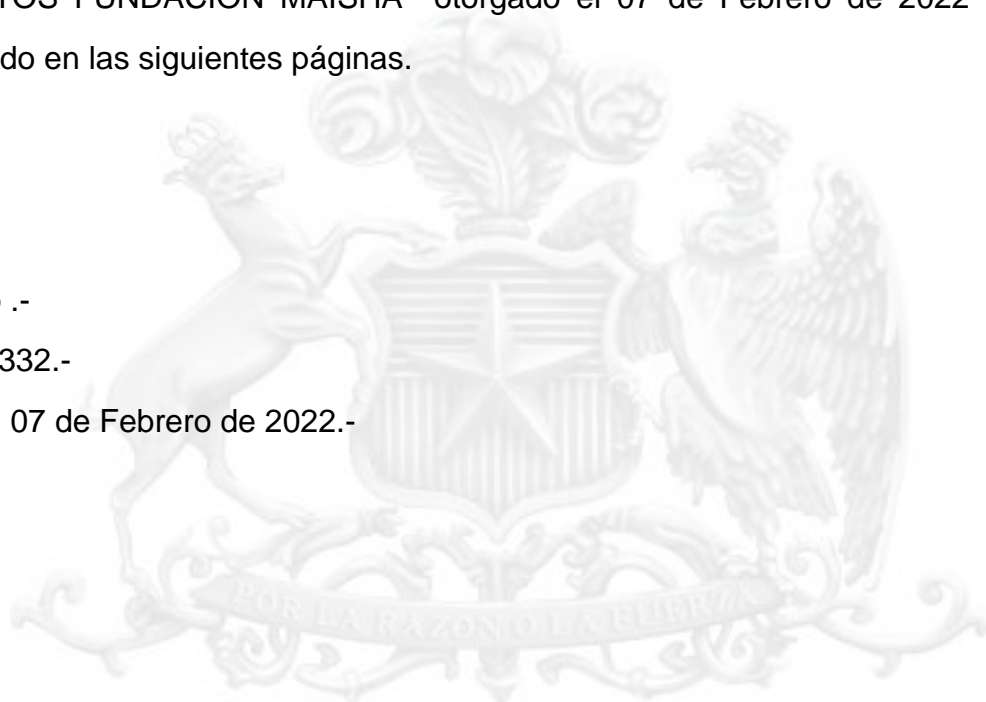 TOS FUNDACION MAISHA" otorgado el 07 de Febrero de 2022
do en las siguientes páginas.
.-
332.-
07 de Febrero de 2022.-
POR LA RAZON O LA FUERZA